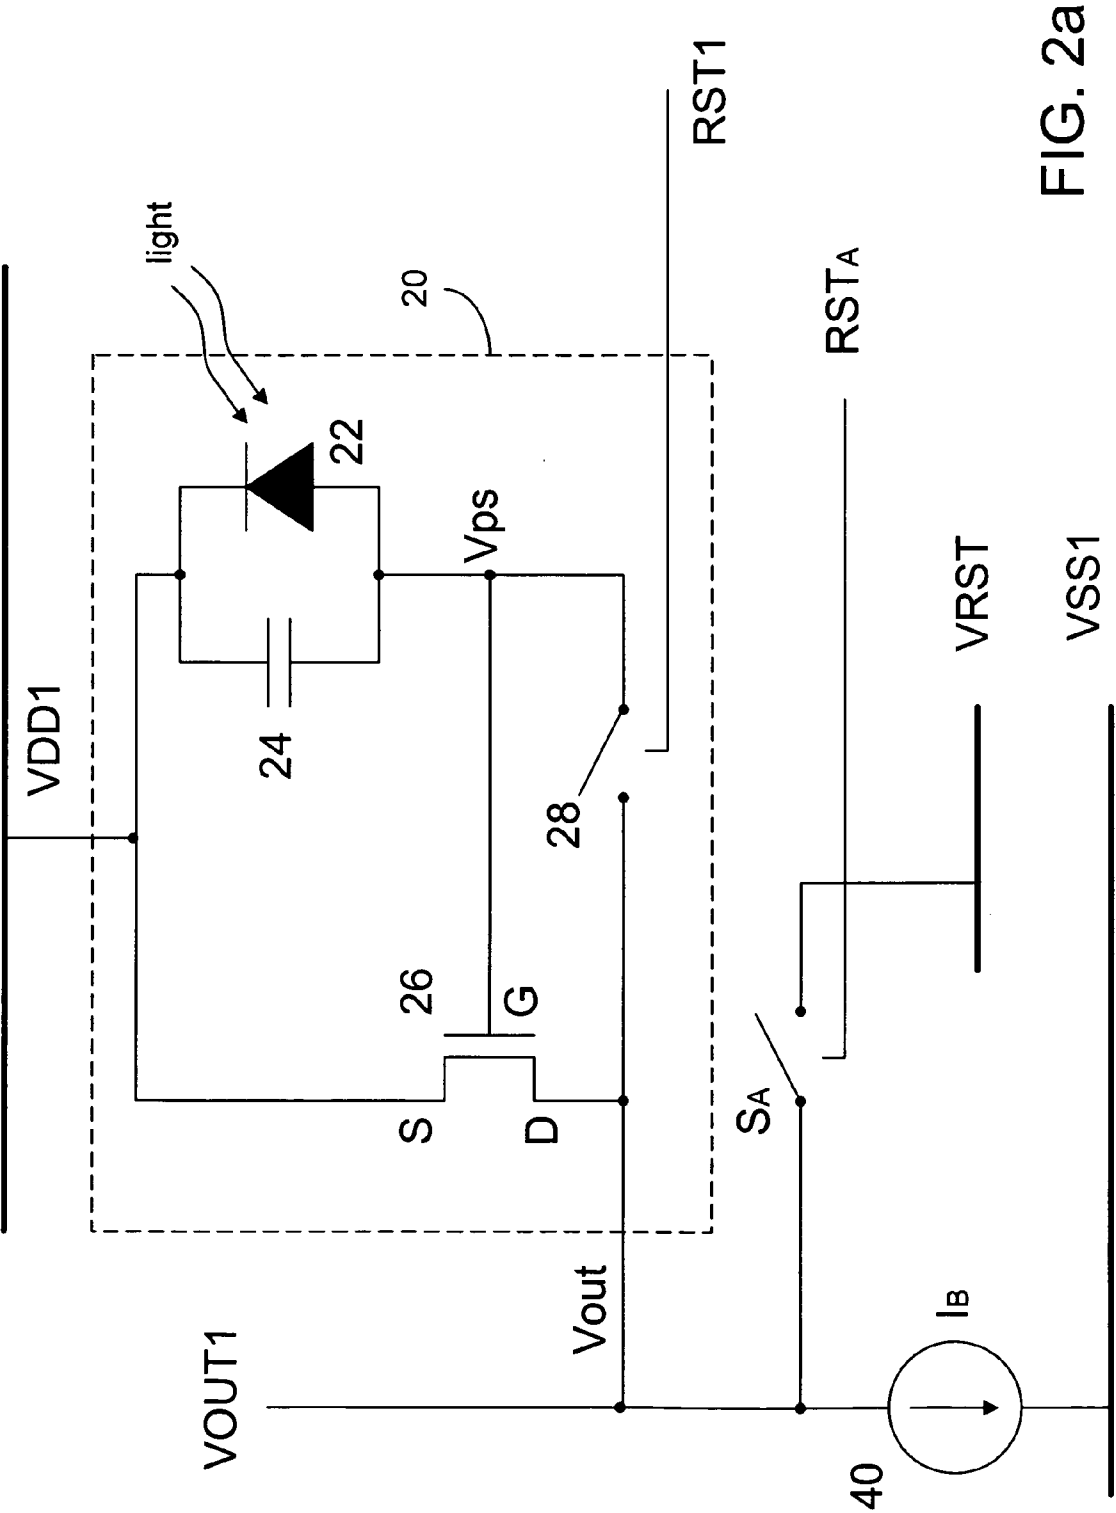 VDD1
light
20
22
24
Vps
26
G
S
D
28
RST1
Vout
VOUT1
SA
RSTA
VRST
IB
40
VSS1
FIG. 2a